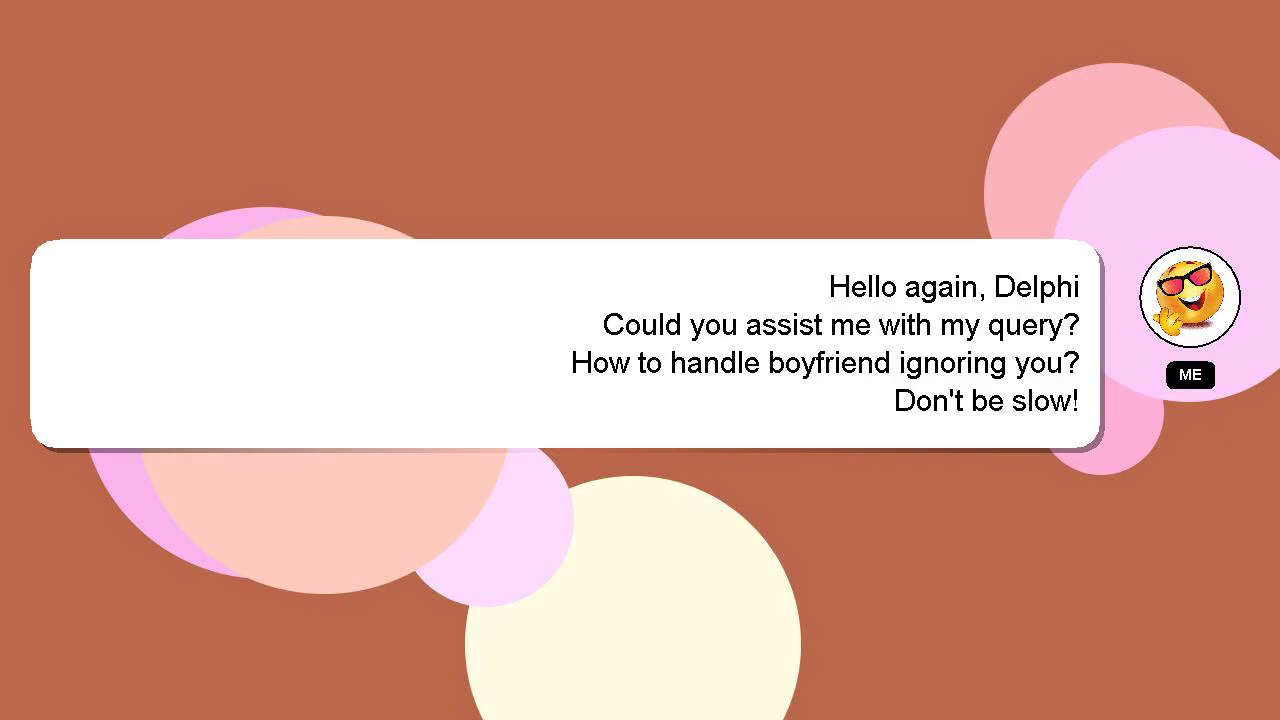 Hello again, Delphi
Could you assist me with my query?
How to handle boyfriend ignoring you?
Don't be slow!
ME